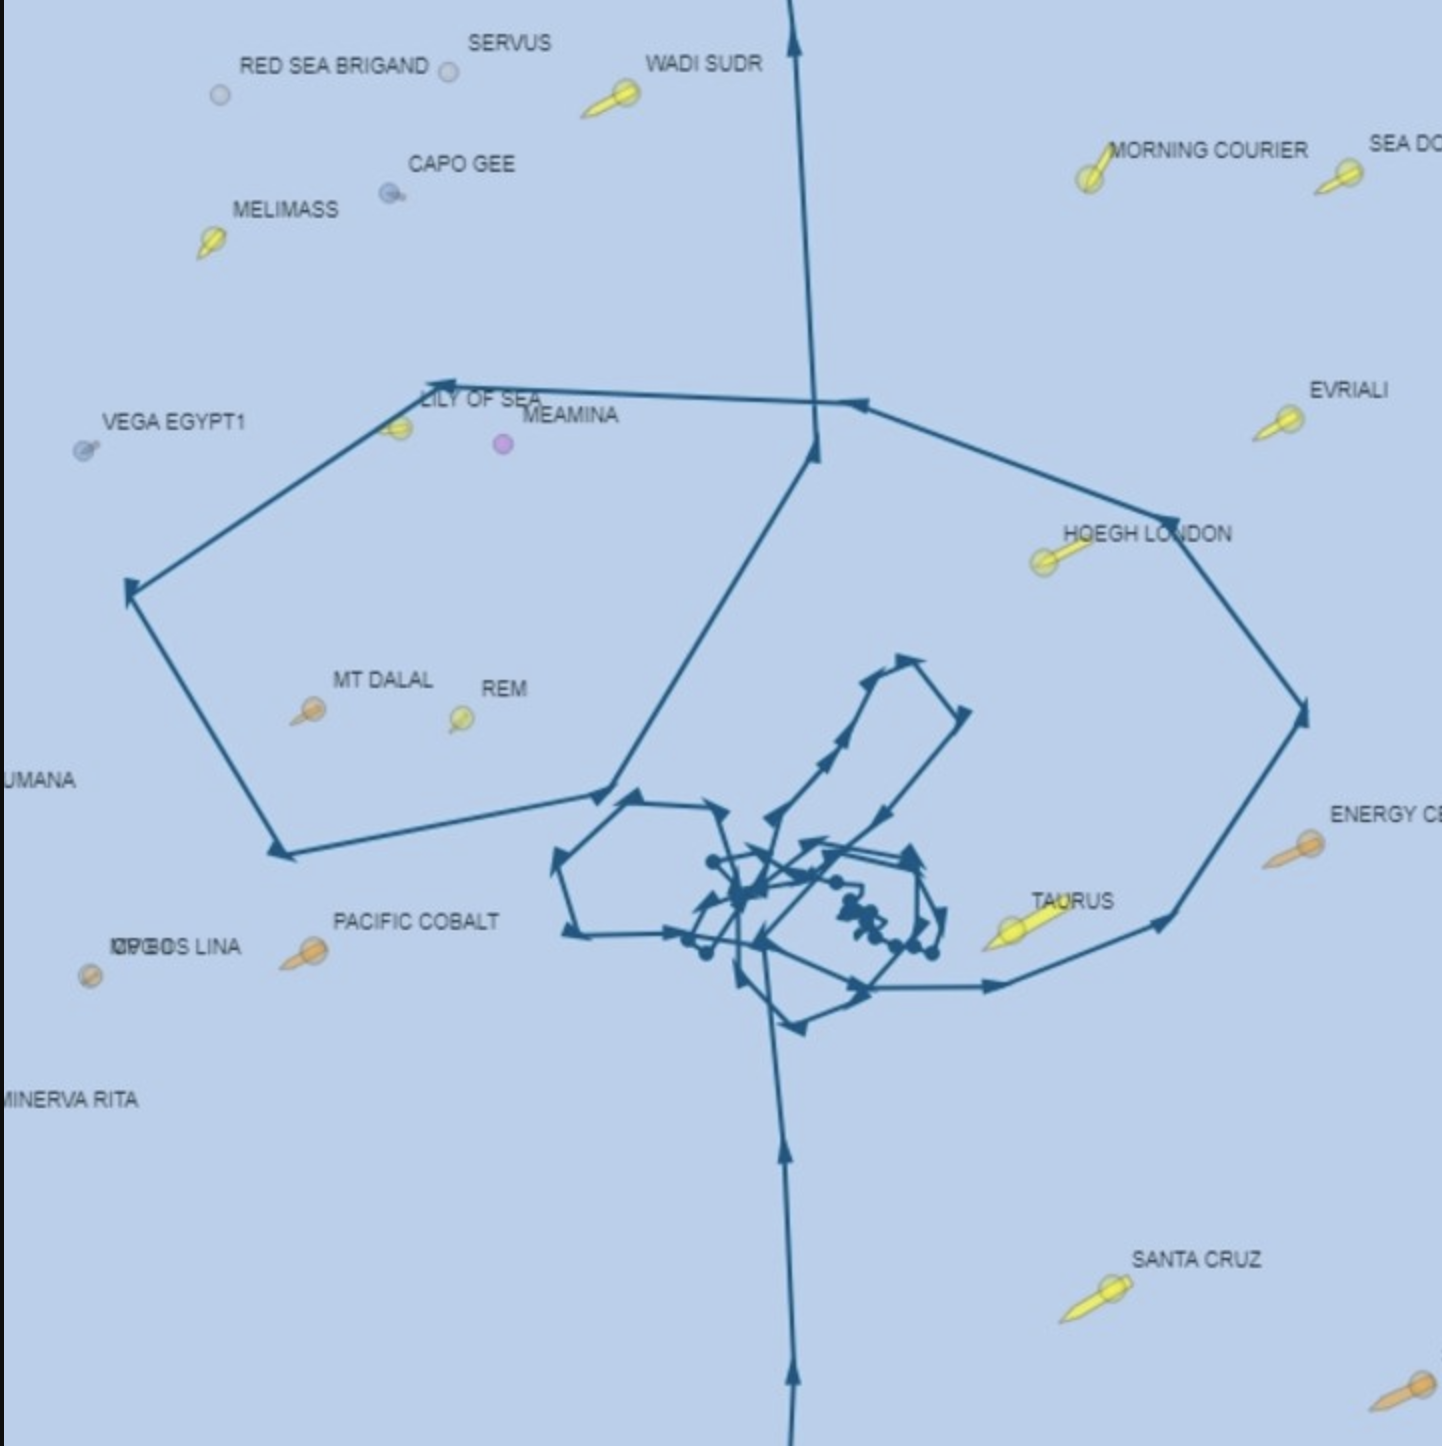 SERVUS
RED SEA BRIGAND
WADI SUDR
MORNING COURIER
SEA DO
CAPO GEE
MELIMASS
LILY OF SEA
MEAMINA
EVRIALI
VEGA EGYPT1
HOEGH LONDON
MT DALAL
REM
UMANA
ENERGY CE
TAURUS
PACIFIC COBALT
LINA
MINERVA RITA
SANTA CRUZ